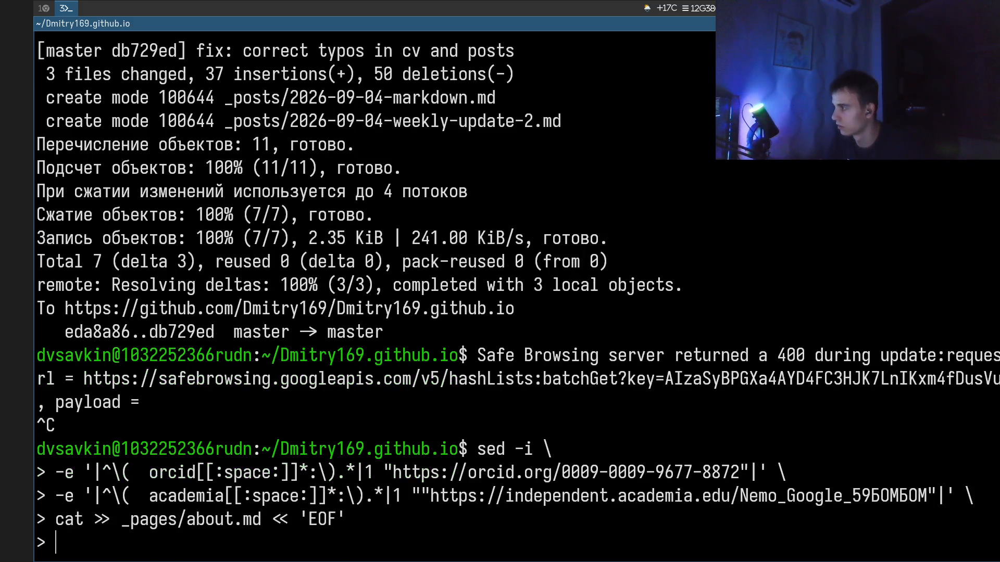 1
3
+17C
12G38
~/Dmitry169.github.io
[master db729ed] fix: correct typos in cv and posts
3 files changed, 37 insertions(+), 50 deletions(-)
create mode 100644 _posts/2026-09-04-markdown.md
create mode 100644 _posts/2026-09-04-weekly-update-2.md
Перечисление объектов: 11, готово.
Подсчет объектов: 100% (11/11), готово.
При сжатии изменений используется до 4 потоков
Сжатие объектов: 100% (7/7), готово.
Запись объектов: 100% (7/7), 2.35 KiB | 241.00 KiB/s, готово.
Total 7 (delta 3), reused 0 (delta 0), pack-reused 0 (from 0)
remote: Resolving deltas: 100% (3/3), completed with 3 local objects.
To https://github.com/Dmitry169/Dmitry169.github.io
eda8a86..db729ed  master -> master
dvsavkin@1032252366rudn:~/Dmitry169.github.io$ Safe Browsing server returned a 400 during update:reques
rl = https://safebrowsing.googleapis.com/v5/hashLists:batchGet?key=AIzaSyBPGXa4AYD4FC3HJK7LnIKxm4fDusVu
, payload =
^C
dvsavkin@1032252366rudn:~/Dmitry169.github.io$ sed -i \
> -e '|^\(  orcid[[:space:]]*:\).*|1 "https://orcid.org/0009-0009-9677-8872"|' \
> -e '|^\(  academia[[:space:]]*:\).*|1 ""https://independent.academia.edu/Nemo_Google_59БОМБОМ"|' \
> cat >> _pages/about.md << 'EOF'
>